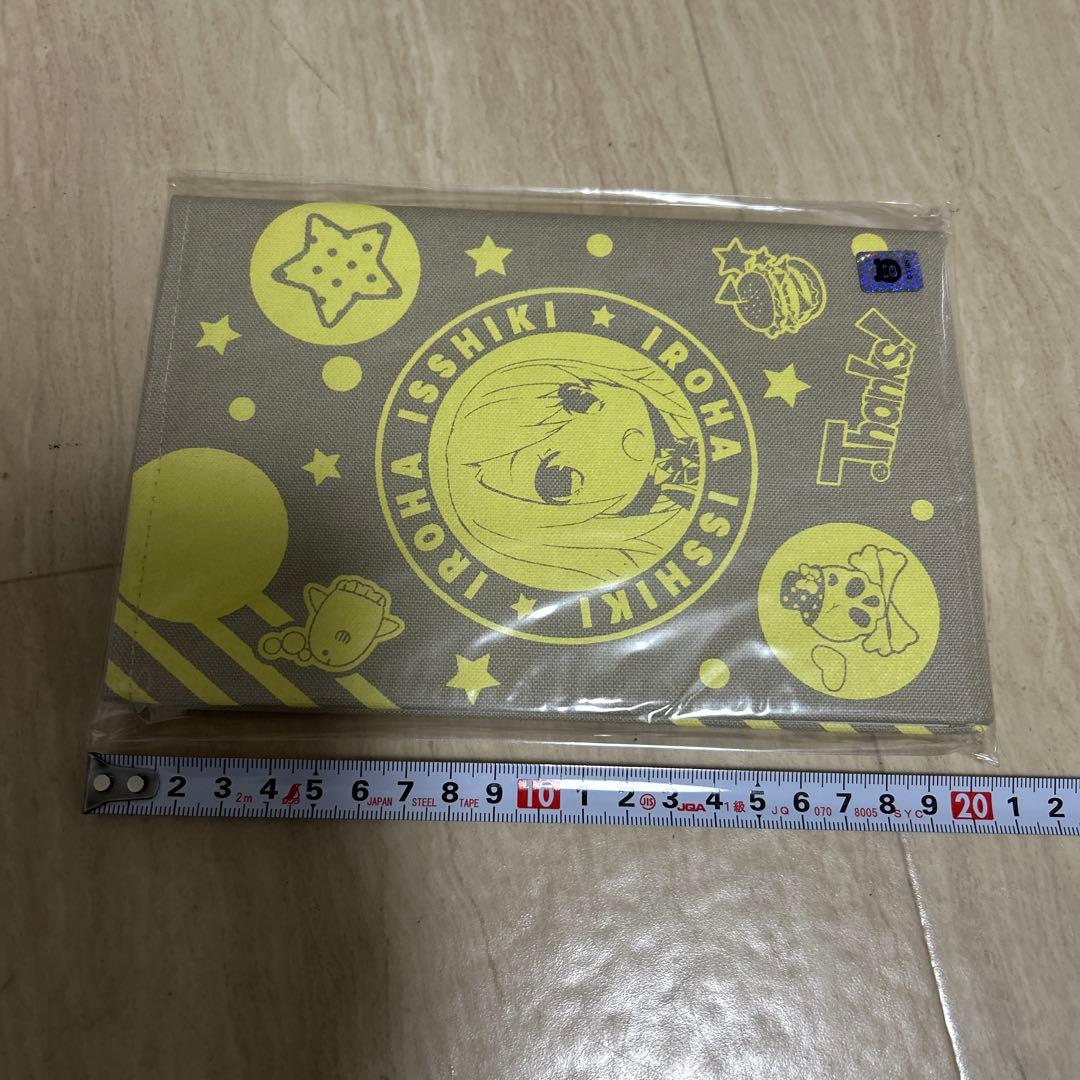 IROHA ISSHIKI ★ IROHA ISSHIKI ★
Thanks!
2 3 2m 4 5 6 JAPAN 7 STEEL 8 TAPE 9 10 1 2 JIS 3 JQA 4 1級 5 JQ 6 070 7 8005 8 SYC 9 20 1 2